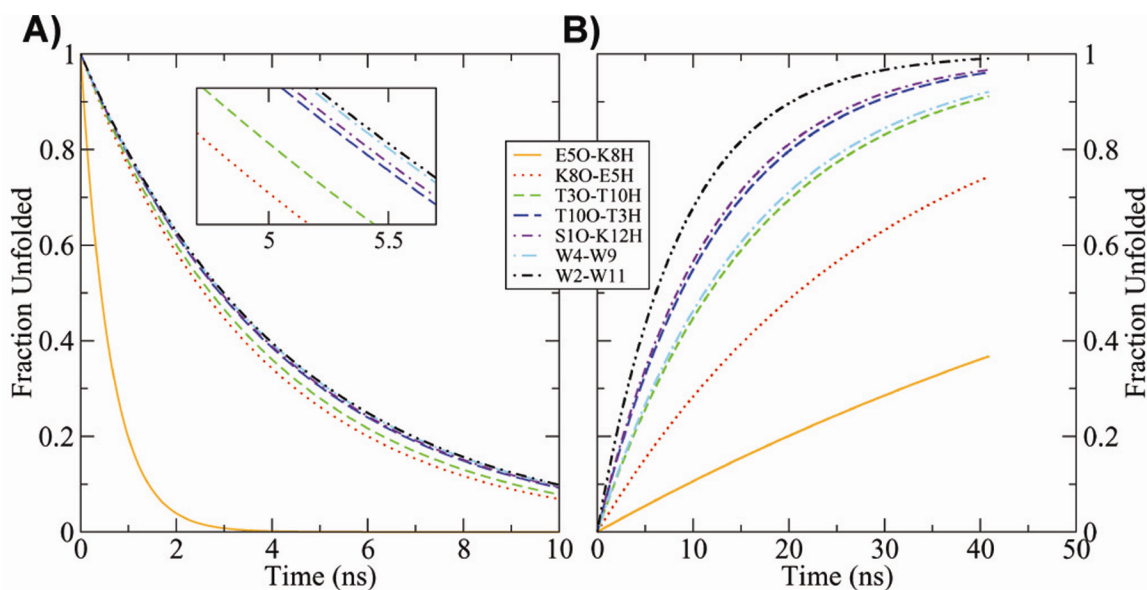 A)
B)
1
0.8
0.6
0.4
0.2
0
Fraction Unfolded
0
2
4
6
8
10
Time (ns)
5
5.5
E5O-K8H
K8O-E5H
T3O-T10H
T10O-T3H
S1O-K12H
W4-W9
W2-W11
0
10
20
30
40
50
Time (ns)
1
0.8
0.6
0.4
0.2
0
Fraction Unfolded